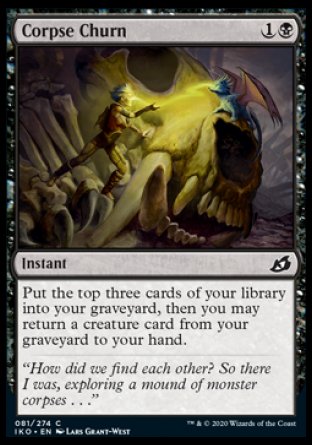 Corpse Churn 1
Instant
Put the top three cards of your library
into your graveyard, then you may
return a creature card from your
graveyard to your hand.
“How did we find each other? So there
I was, exploring a mound of monster
corpses . . .”
081/274 C
IKO • EN Lars Grant-West
™ & © 2020 Wizards of the Coast